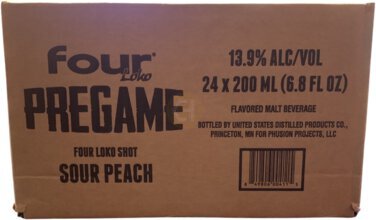 four
LOKO
PREGAME
FOUR LOKO SHOT
SOUR PEACH
13.9% ALC/VOL
24 x 200 ML (6.8 FL OZ)
FLAVORED MALT BEVERAGE
BOTTLED BY UNITED STATES DISTILLED PRODUCTS CO.,
PRINCETON, MN FOR PHUSION PROJECTS, LLC